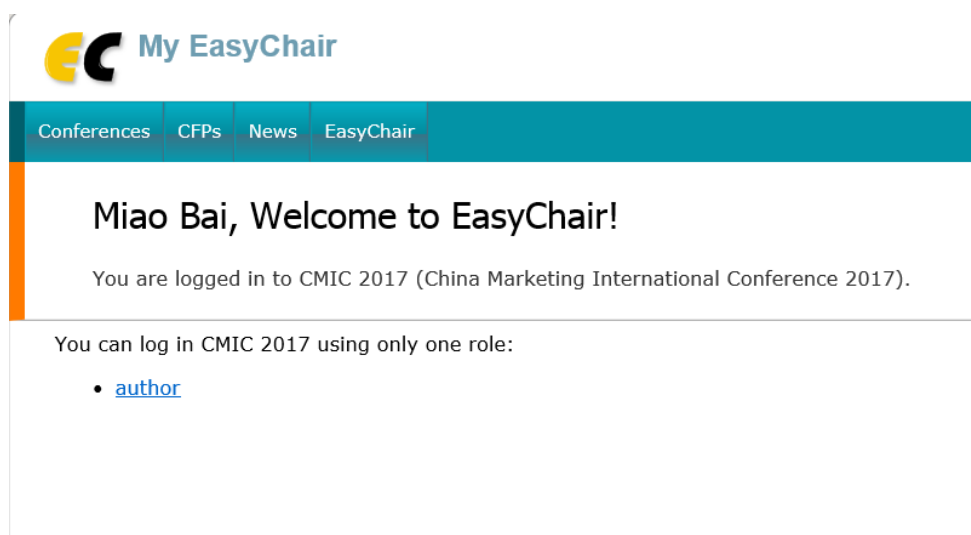 EC My EasyChair
Conferences CFPs News EasyChair
Miao Bai, Welcome to EasyChair!
You are logged in to CMIC 2017 (China Marketing International Conference 2017).
You can log in CMIC 2017 using only one role:
• author